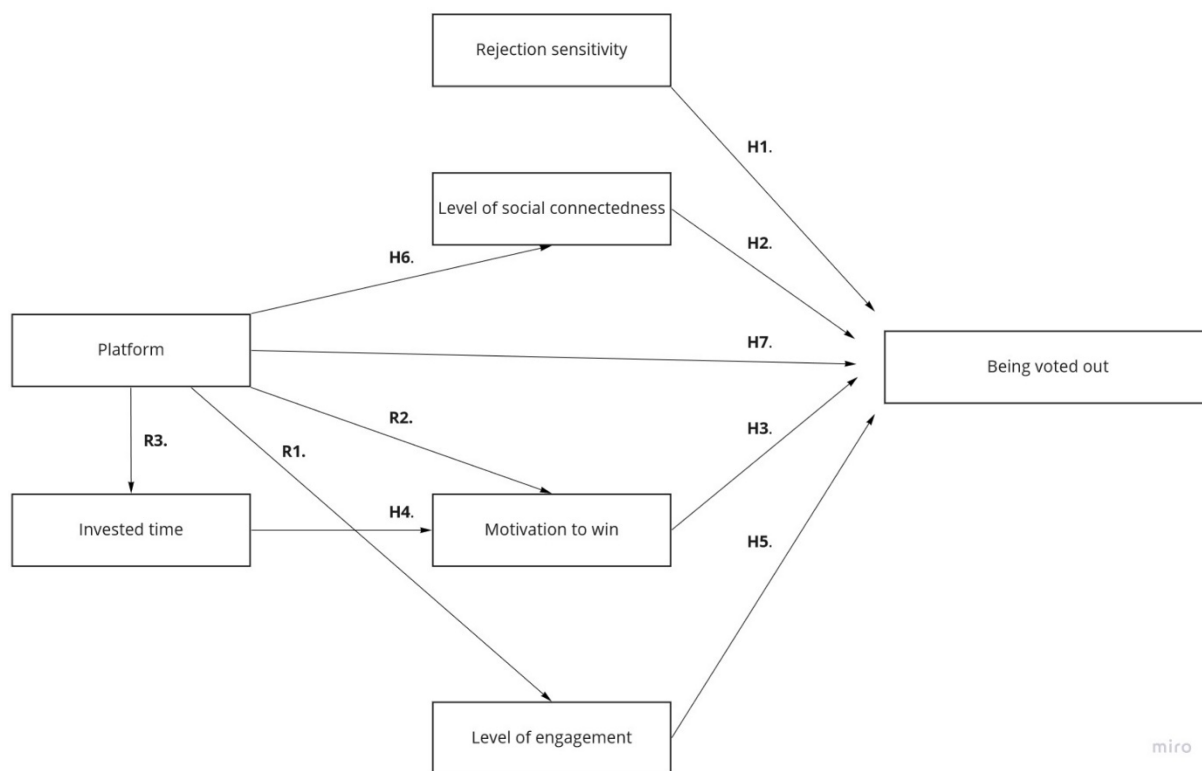 Rejection sensitivity
H1.
Level of social connectedness
H2.
H6.
Platform
H7.
Being voted out
R2.
H3.
R3.
R1.
Invested time
H4.
Motivation to win
H5.
Level of engagement
miro